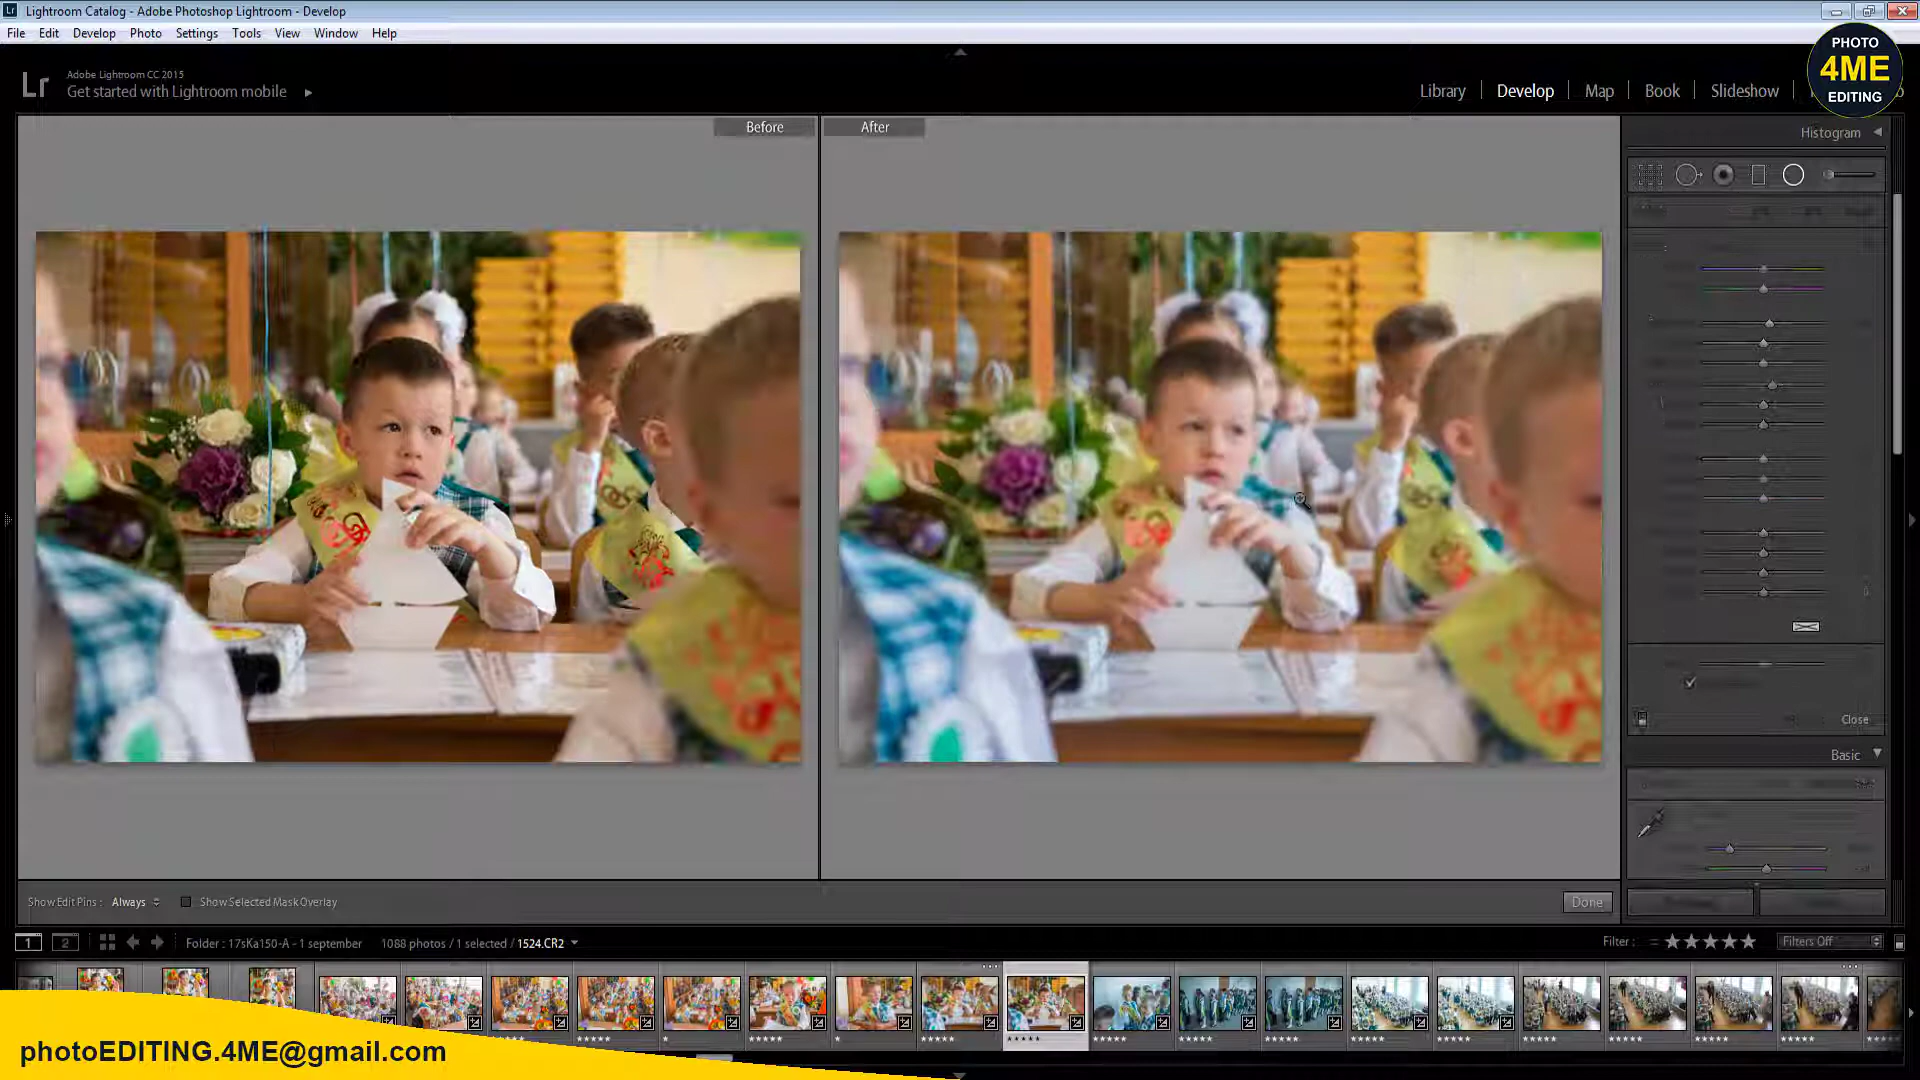 Lightroom Catalog - Adobe Photoshop Lightroom - Develop
File Edit Develop Photo Settings Tools View Window Help
PHOTO
4ME
EDITING
Lr
Adobe Lightroom CC 2015
Get started with Lightroom mobile
Library Develop Map Book Slideshow
Before After
Histogram
Close
Basic
Show Edit Pins : Always Show Selected Mask Overlay
Done
1 2 Folder : 17sKa150-A - 1 september 1088 photos / 1 selected / 1524.CR2
Filter : Filters Off
photoEDITING.4ME@gmail.com